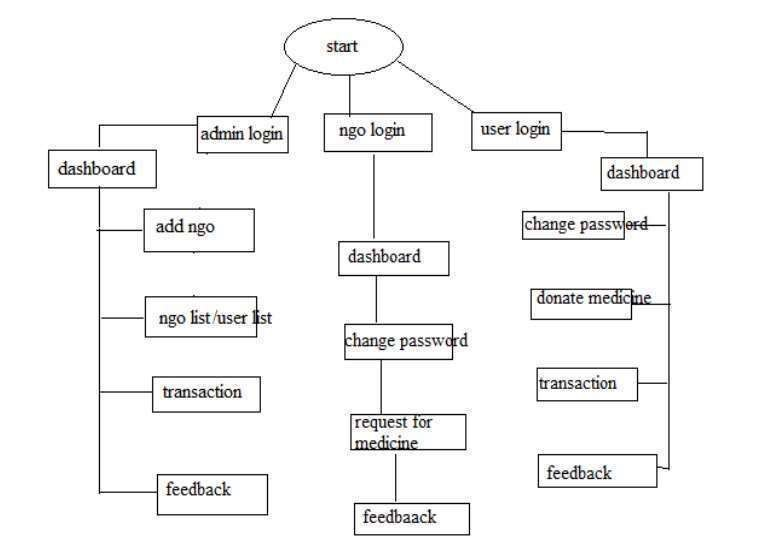 start
admin login
ngo login
user login
dashboard
dashboard
add ngo
change password
dashboard
ngo list/user list
donate medicine
change password
transaction
transaction
request for
medicine
feedback
feedback
feedbaack